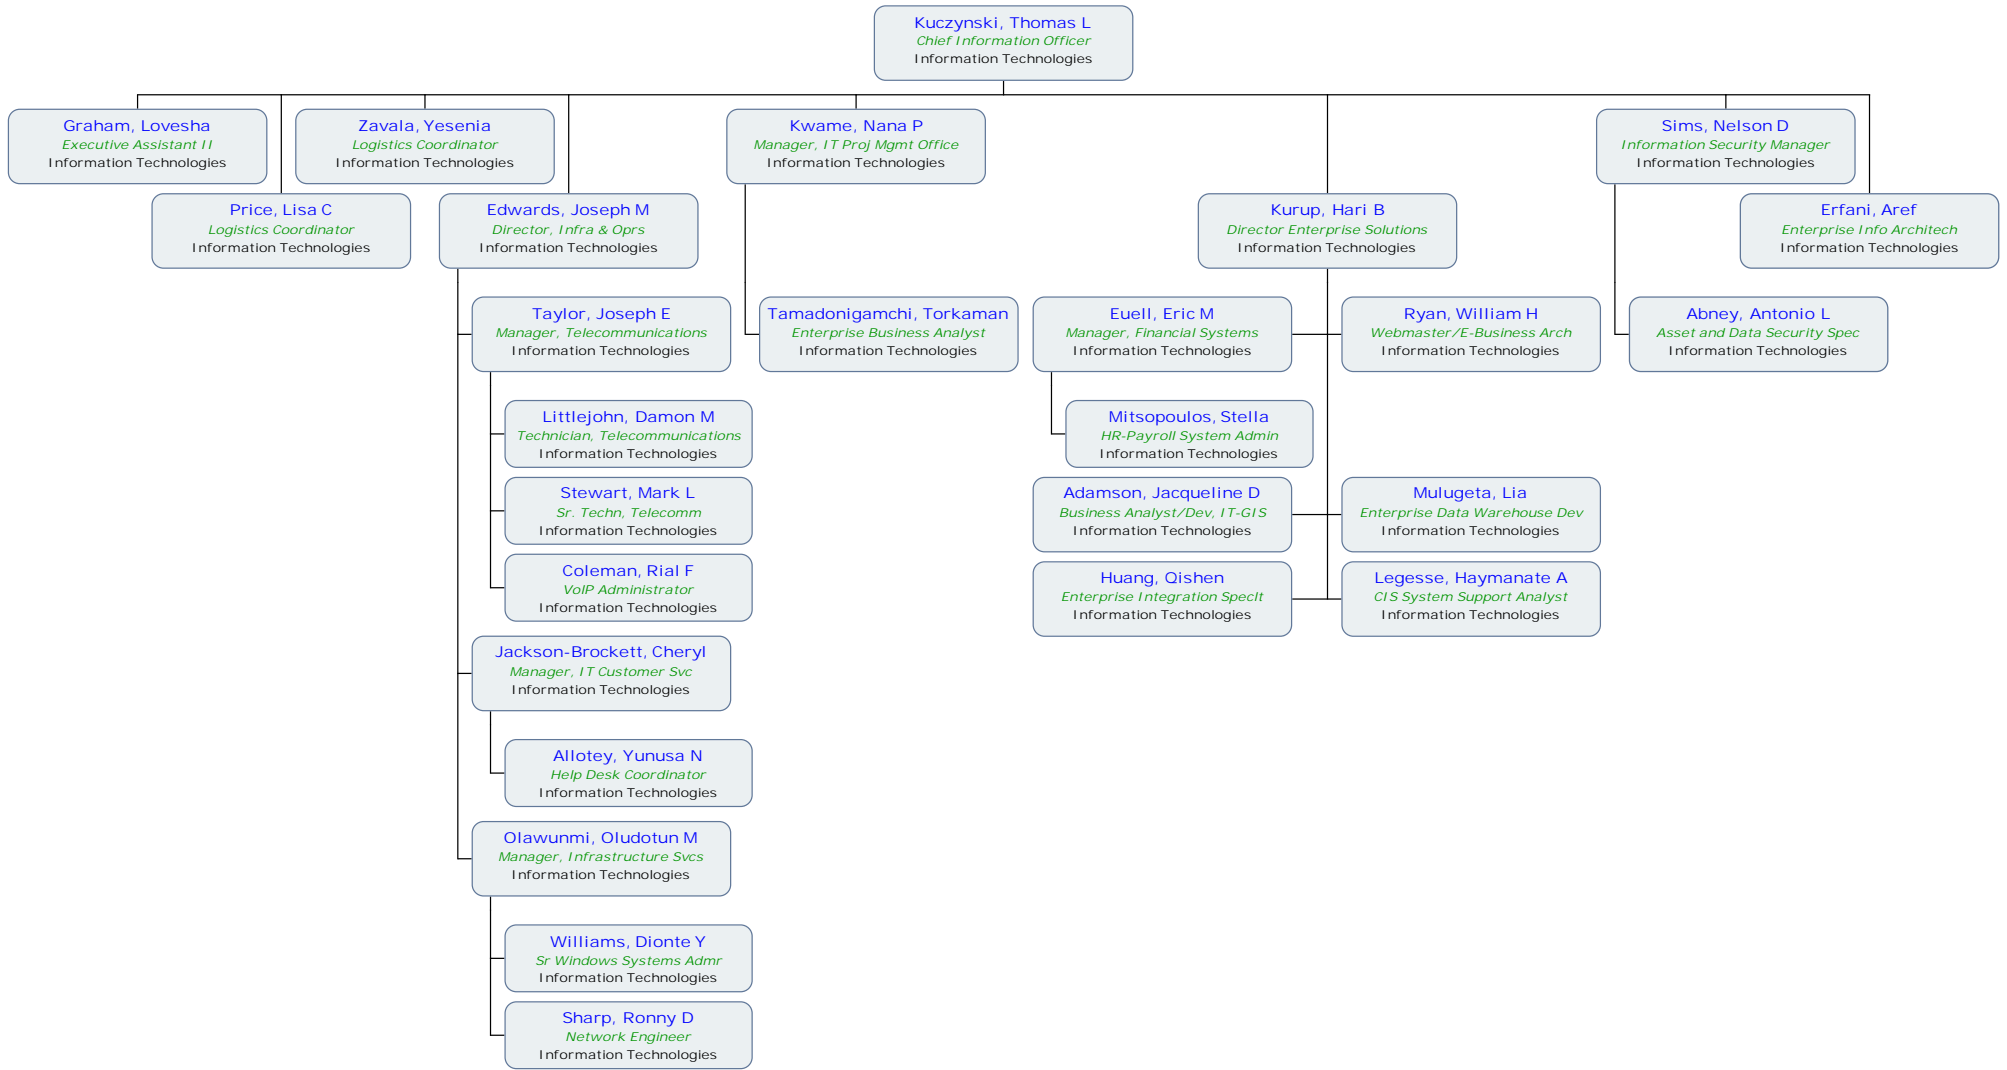 Kuczynski, Thomas L
Chief Information Officer
Information Technologies
Graham, Lovesha
Executive Assistant II
Information Technologies
Zavala, Yesenia
Logistics Coordinator
Information Technologies
Kwame, Nana P
Manager, IT Proj Mgmt Office
Information Technologies
Sims, Nelson D
Information Security Manager
Information Technologies
Price, Lisa C
Logistics Coordinator
Information Technologies
Edwards, Joseph M
Director, Infra & Oprs
Information Technologies
Kurup, Hari B
Director Enterprise Solutions
Information Technologies
Erfani, Aref
Enterprise Info Architech
Information Technologies
Taylor, Joseph E
Manager, Telecommunications
Information Technologies
Tamadonigamchi, Torkaman
Enterprise Business Analyst
Information Technologies
Euell, Eric M
Manager, Financial Systems
Information Technologies
Ryan, William H
Webmaster/E-Business Arch
Information Technologies
Abney, Antonio L
Asset and Data Security Spec
Information Technologies
Littlejohn, Damon M
Technician, Telecommunications
Information Technologies
Mitsopoulos, Stella
HR-Payroll System Admin
Information Technologies
Stewart, Mark L
Sr. Techn, Telecomm
Information Technologies
Adamson, Jacqueline D
Business Analyst/Dev, IT-GIS
Information Technologies
Mulugeta, Lia
Enterprise Data Warehouse Dev
Information Technologies
Coleman, Rial F
VoIP Administrator
Information Technologies
Huang, Qishen
Enterprise Integration Speclt
Information Technologies
Legesse, Haymanate A
CIS System Support Analyst
Information Technologies
Jackson-Brockett, Cheryl
Manager, IT Customer Svc
Information Technologies
Allotey, Yunusa N
Help Desk Coordinator
Information Technologies
Olawunmi, Oludotun M
Manager, Infrastructure Svcs
Information Technologies
Williams, Dionte Y
Sr Windows Systems Admr
Information Technologies
Sharp, Ronny D
Network Engineer
Information Technologies